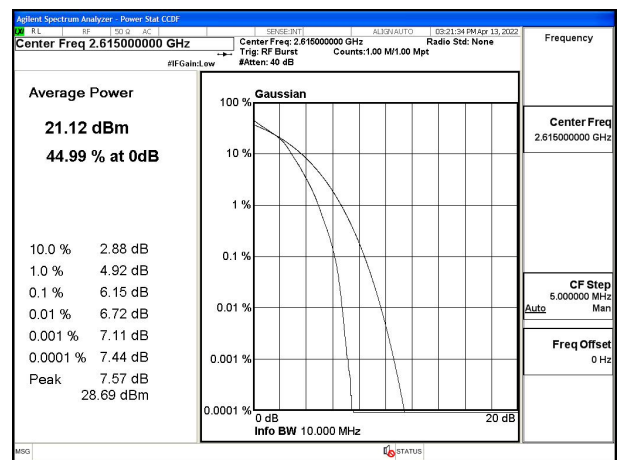 Agilent Spectrum Analyzer - Power Stat CCDF
LXI RL RF 50 Ω AC SENSE:INT ALIGN AUTO 03:21:34 PM Apr 13, 2022
Center Freq 2.615000000 GHz
Center Freq: 2.615000000 GHz Radio Std: None
Trig: RF Burst Counts:1.00 M/1.00 Mpt
#IFGain:Low #Atten: 40 dB
Frequency
Average Power
21.12 dBm
44.99 % at 0dB
10.0 % 2.88 dB
1.0 % 4.92 dB
0.1 % 6.15 dB
0.01 % 6.72 dB
0.001 % 7.11 dB
0.0001 % 7.44 dB
Peak 7.57 dB
28.69 dBm
Gaussian
100 %
10 %
1 %
0.1 %
0.01 %
0.001 %
0.0001 %
0 dB 20 dB
Info BW 10.000 MHz
Center Freq
2.615000000 GHz
CF Step
5.000000 MHz
Auto Man
Freq Offset
0 Hz
MSG STATUS